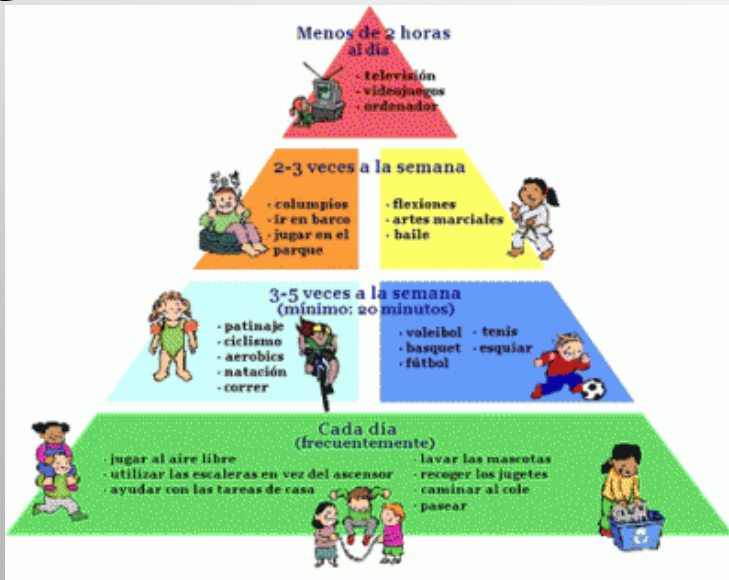 Menos de 2 horas
al día
· televisión
· videojuegos
· ordenador
2-3 veces a la semana
· columpios
· ir en barco
· jugar en el
parque
· flexiones
· artes marciales
· baile
3-5 veces a la semana
(mínimo: 20 minutos)
· patinaje
· ciclismo
· aerobics
· natación
· correr
· voleibol · tenis
· basquet · esquiar
· fútbol
Cada día
(frecuentemente)
· jugar al aire libre
· utilizar las escaleras en vez del ascensor
· ayudar con las tareas de casa
· lavar las mascotas
· recoger los jugetes
· caminar al cole
· pasear